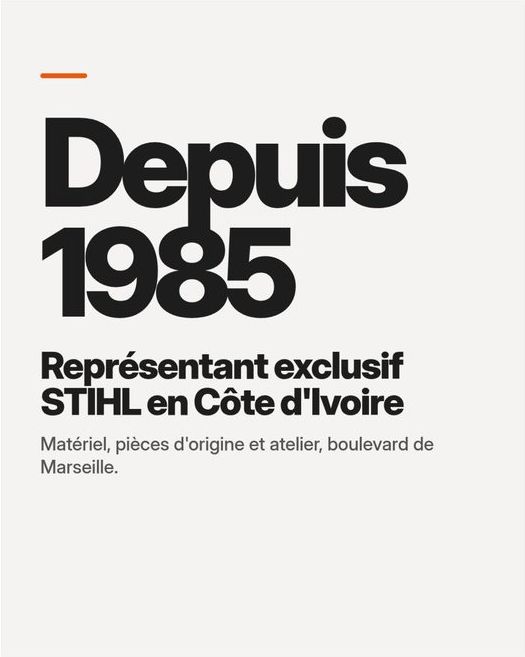 Depuis
1985
Représentant exclusif
STIHL en Côte d'Ivoire
Matériel, pièces d'origine et atelier, boulevard de
Marseille.